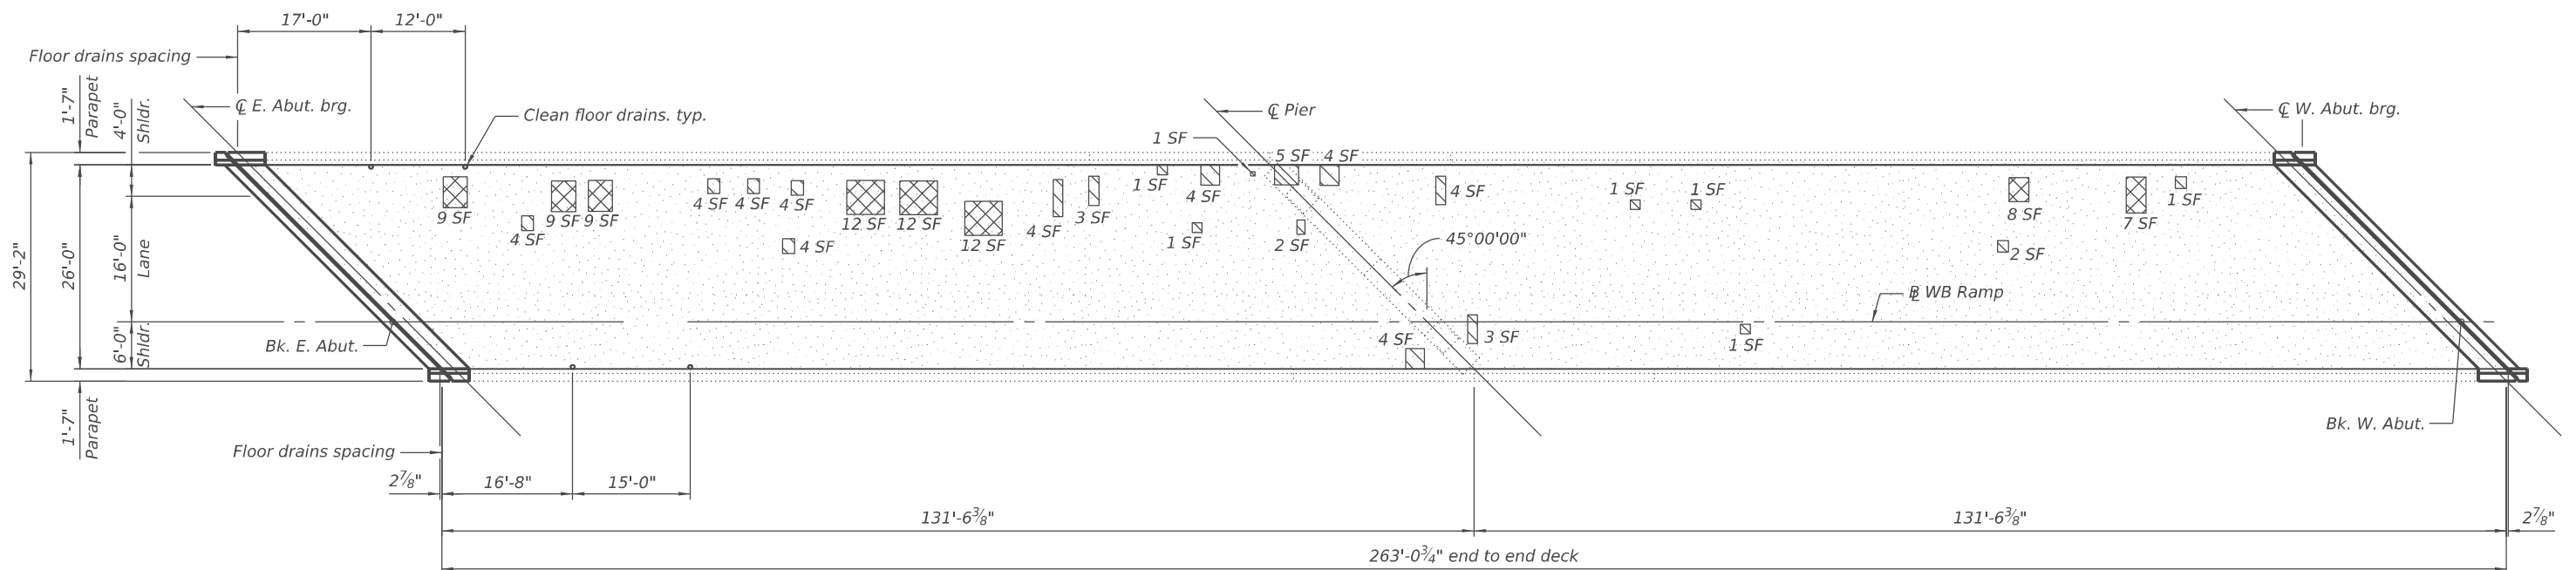 17'-0"
12'-0"
Floor drains spacing
1'-7"
Parapet
4'-0"
Shldr.
℄ E. Abut. brg.
Clean floor drains. typ.
℄ Pier
℄ W. Abut. brg.
1 SF
5 SF
4 SF
1 SF
4 SF
9 SF
9 SF
9 SF
4 SF
4 SF
4 SF
4 SF
12 SF
12 SF
12 SF
4 SF
3 SF
1 SF
2 SF
4 SF
4 SF
1 SF
1 SF
8 SF
7 SF
1 SF
2 SF
29'-2"
26'-0"
16'-0"
Lane
45°00'00"
B̵L WB Ramp
6'-0"
Shldr.
Bk. E. Abut.
4 SF
3 SF
1 SF
1'-7"
Parapet
Floor drains spacing
Bk. W. Abut.
2⅞"
16'-8"
15'-0"
131'-6⅜"
131'-6⅜"
2⅞"
263'-0¾" end to end deck